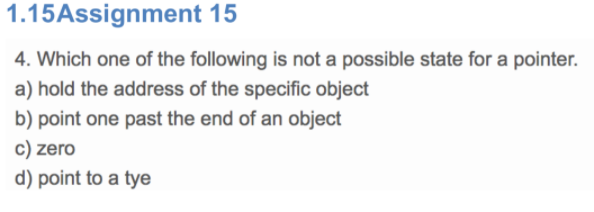 1.15Assignment 15
4. Which one of the following is not a possible state for a pointer.
a) hold the address of the specific object
b) point one past the end of an object
c) zero
d) point to a tye